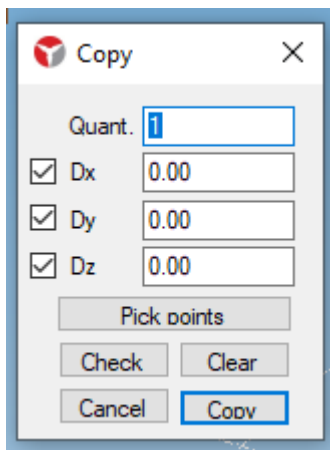 Copy
Quant. 1
Dx 0.00
Dy 0.00
Dz 0.00
Pick points
Check Clear
Cancel Copy